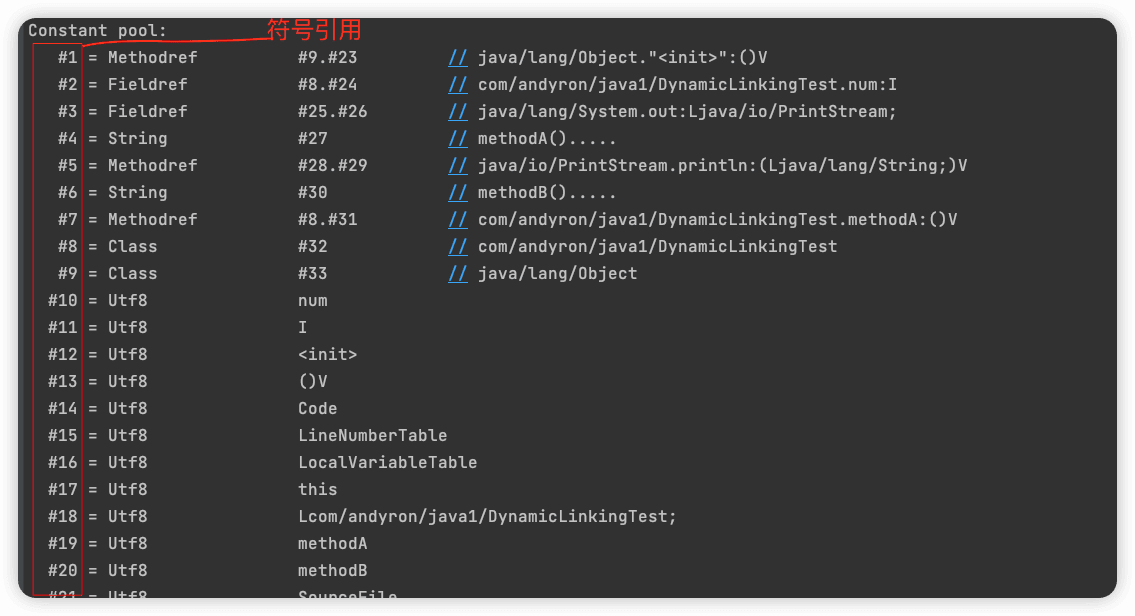 Constant pool: 符号引用
#1 = Methodref #9.#23 // java/lang/Object."<init>":()V
#2 = Fieldref #8.#24 // com/andyron/java1/DynamicLinkingTest.num:I
#3 = Fieldref #25.#26 // java/lang/System.out:Ljava/io/PrintStream;
#4 = String #27 // methodA().....
#5 = Methodref #28.#29 // java/io/PrintStream.println:(Ljava/lang/String;)V
#6 = String #30 // methodB().....
#7 = Methodref #8.#31 // com/andyron/java1/DynamicLinkingTest.methodA:()V
#8 = Class #32 // com/andyron/java1/DynamicLinkingTest
#9 = Class #33 // java/lang/Object
#10 = Utf8 num
#11 = Utf8 I
#12 = Utf8 <init>
#13 = Utf8 ()V
#14 = Utf8 Code
#15 = Utf8 LineNumberTable
#16 = Utf8 LocalVariableTable
#17 = Utf8 this
#18 = Utf8 Lcom/andyron/java1/DynamicLinkingTest;
#19 = Utf8 methodA
#20 = Utf8 methodB
#21 = Utf8 SourceFile